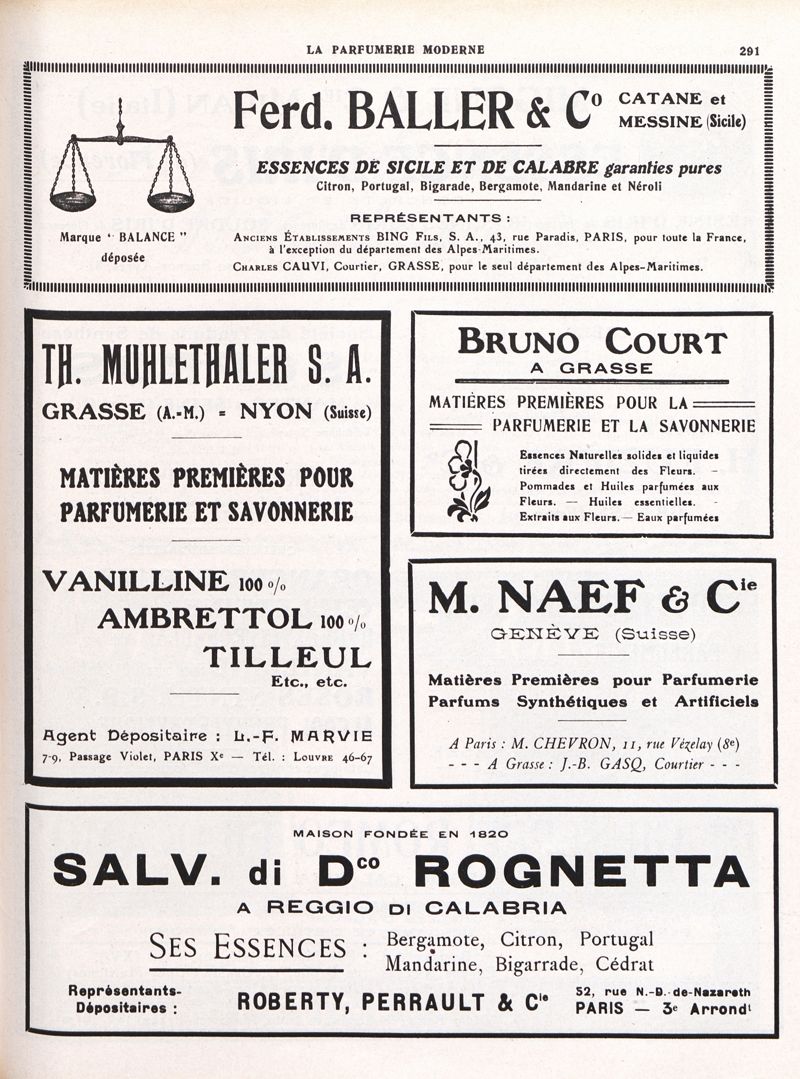 LA PARFUMERIE MODERNE
291
Ferd. BALLER & Co
CATANE et
MESSINE (Sicile)
ESSENCES DE SICILE ET DE CALABRE garanties pures
Citron, Portugal, Bigarade, Bergamote, Mandarine et Néroli
REPRÉSENTANTS :
Marque " BALANCE "
déposée
ANCIENS ÉTABLISSEMENTS BING FILS, S. A., 43, rue Paradis, PARIS, pour toute la France,
à l'exception du département des Alpes-Maritimes.
CHARLES CAUVI, Courtier, GRASSE, pour le seul département des Alpes-Maritimes.
TH. MUHLETHALER S. A.
GRASSE (A.-M.) = NYON (Suisse)
MATIÈRES PREMIÈRES POUR
PARFUMERIE ET SAVONNERIE
VANILLINE 100 %
AMBRETTOL 100 %
TILLEUL
Etc., etc.
Agent Dépositaire : L.-F. MARVIE
7-9, Passage Violet, PARIS Xe — Tél. : LOUVRE 46-67
BRUNO COURT
A GRASSE
MATIÈRES PREMIÈRES POUR LA
PARFUMERIE ET LA SAVONNERIE
Essences Naturelles solides et liquides
tirées directement des Fleurs. -
Pommades et Huiles parfumées aux
Fleurs. — Huiles essentielles. -
Extraits aux Fleurs. — Eaux parfumées
M. NAEF & Cie
GENÈVE (Suisse)
Matières Premières pour Parfumerie
Parfums Synthétiques et Artificiels
A Paris : M. CHEVRON, 11, rue Vézelay (8e)
- - - A Grasse : J.-B. GASQ, Courtier - - -
MAISON FONDÉE EN 1820
SALV. di Dco ROGNETTA
A REGGIO DI CALABRIA
SES ESSENCES :
Bergamote, Citron, Portugal
Mandarine, Bigarrade, Cédrat
Représentants-
Dépositaires :
ROBERTY, PERRAULT & Cie
52, rue N.-D.-de-Nazareth
PARIS — 3e Arrondt